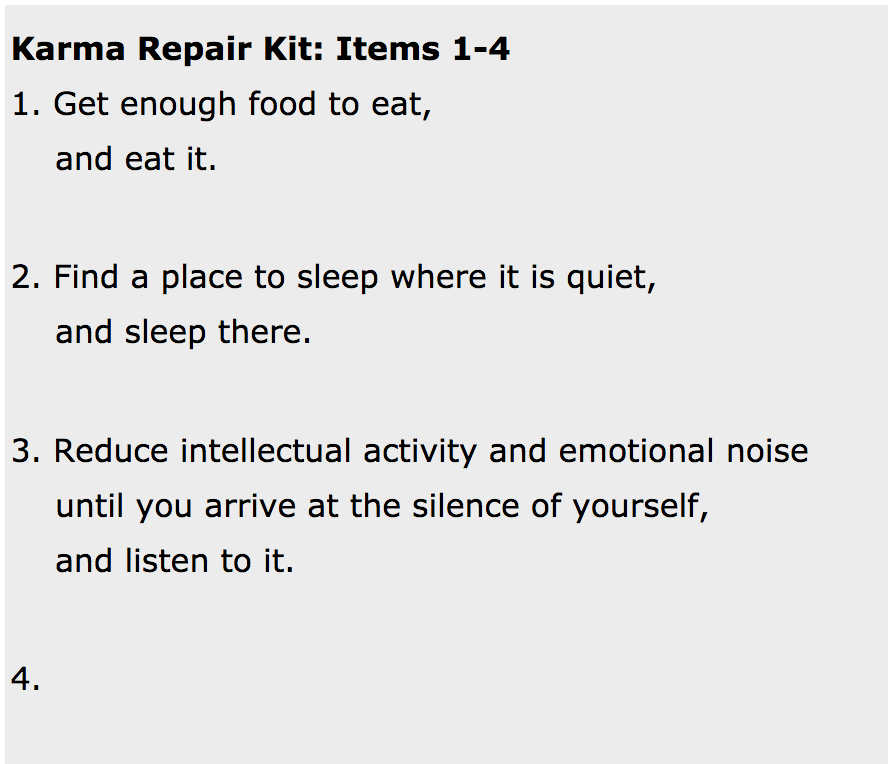 Karma Repair Kit: Items 1-4
1. Get enough food to eat,
and eat it.
2. Find a place to sleep where it is quiet,
and sleep there.
3. Reduce intellectual activity and emotional noise
until you arrive at the silence of yourself,
and listen to it.
4.